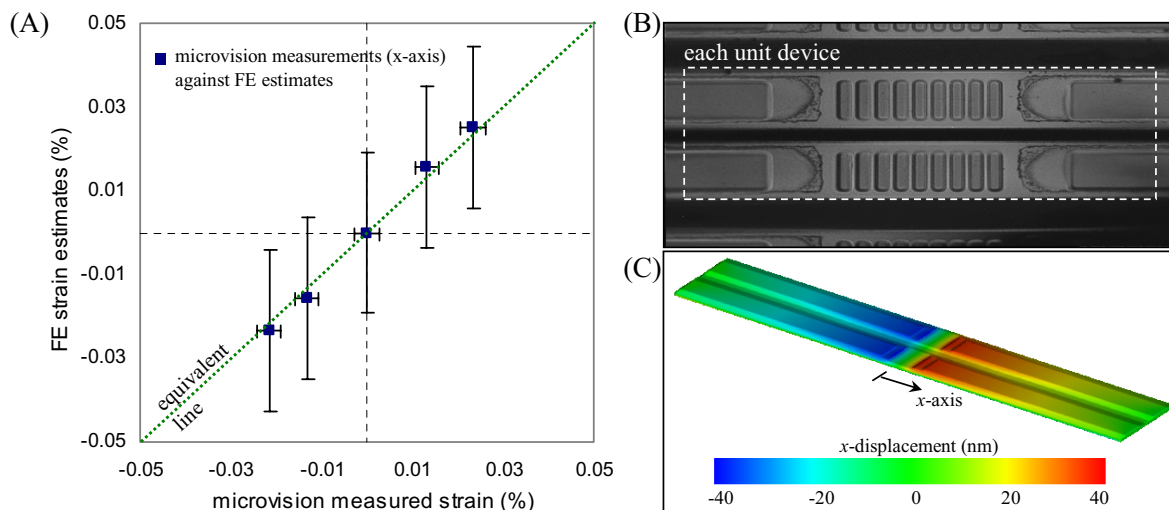 (A)
FE strain estimates (%)
0.05
0.03
0.01
-0.01
-0.03
-0.05
microvision measurements (x-axis)
against FE estimates
equivalent
line
-0.05
-0.03
-0.01
0.01
0.03
0.05
microvision measured strain (%)
(B)
each unit device
(C)
x-axis
x-displacement (nm)
-40
-20
0
20
40